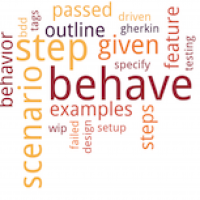 behavior
bdd
tags
passed
outline
driven
gherkin
step
given
feature
specify
testing
scenario
behave
examples
wip
failed
design
setup
steps